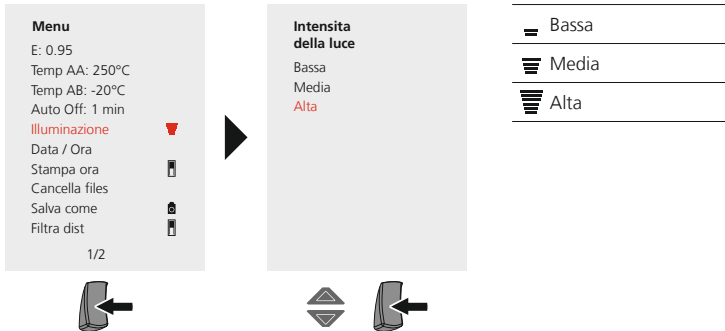 Menu
E: 0.95
Temp AA: 250°C
Temp AB: -20°C
Auto Off: 1 min
Illuminazione
Data / Ora
Stampa ora
Cancella files
Salva come
Filtra dist
1/2
Intensita
della luce
Bassa
Media
Alta
Bassa
Media
Alta